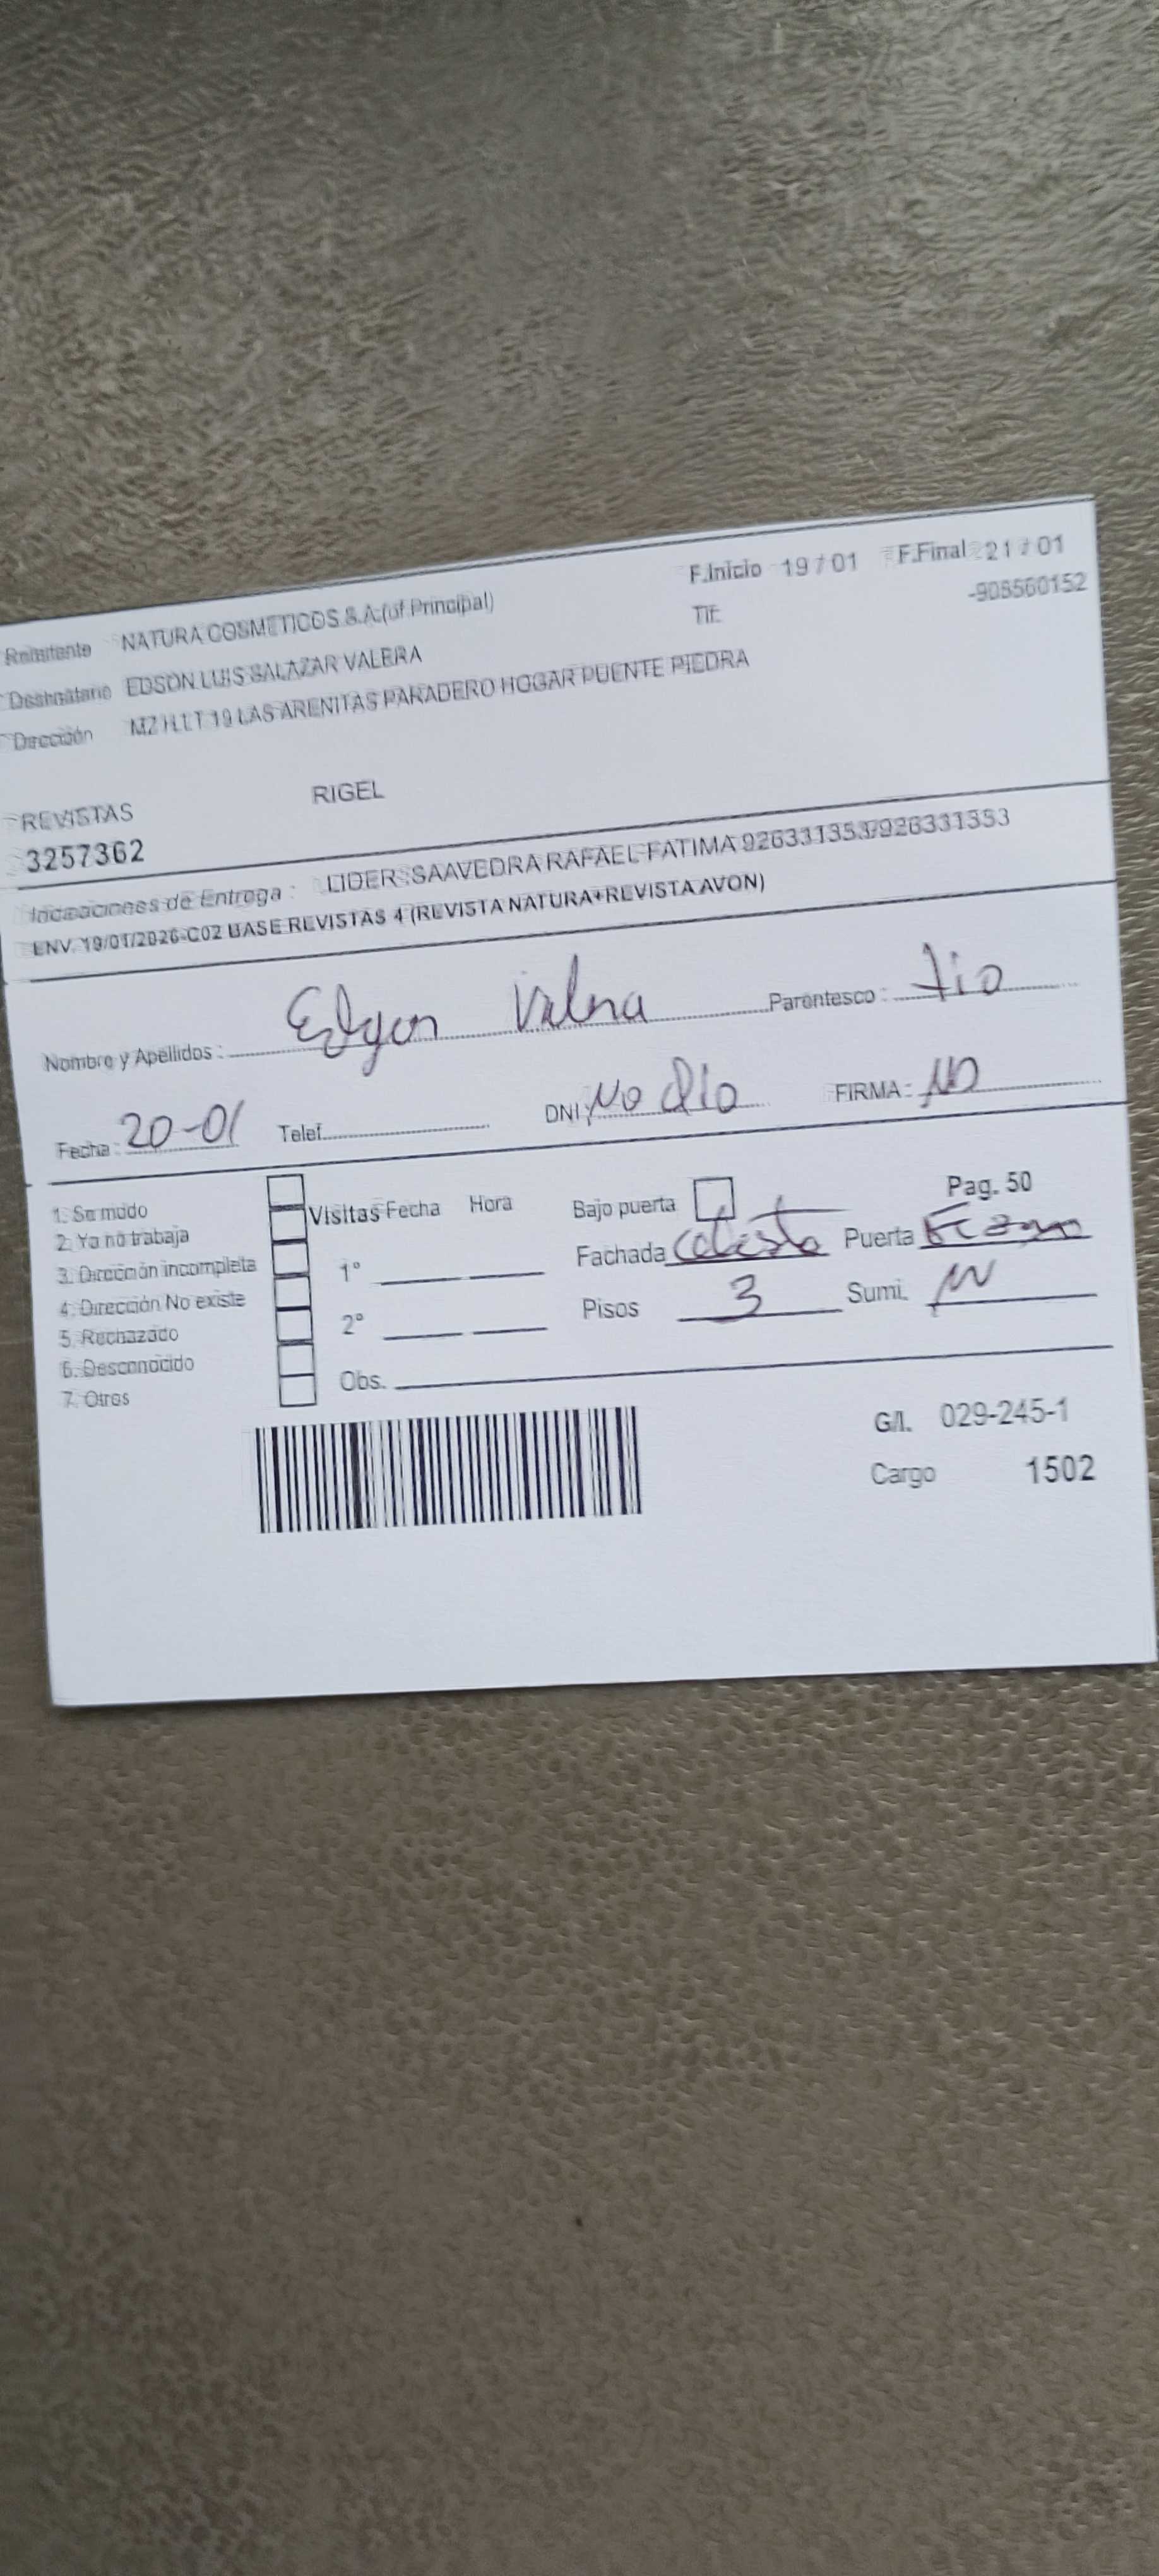 F.Inicio 19/01 F.Final 21/01
Remitente NATURA COSMETICOS S.A.(of.Principal) Tlf. -908560152
Destinatario EDSON LUIS SALAZAR VALERA
Dirección MZ H LT 19 LAS ARENITAS PARADERO HOGAR PUENTE PIEDRA
REVISTAS RIGEL
3257362
Indicaciones de Entrega : LIDER: SAAVEDRA RAFAEL FATIMA 926331353/926331353
ENV. 19/01/2026-C02 BASE REVISTAS 4 (REVISTA NATURA+REVISTA AVON)
Nombre y Apellidos : Edgar Valera Parentesco : tio
Fecha : 20-01 Telef. DNI : No dio FIRMA : NO
1. Se mudo
2. Ya no trabaja
3. Dirección incompleta
4. Dirección No existe
5. Rechazado
6. Desconocido
7. Otros
Visitas Fecha Hora
1°
2°
Obs.
Bajo puerta Pag. 50
Fachada celeste Puerta
Pisos 3 Sumi.
G/I. 029-245-1
Cargo 1502